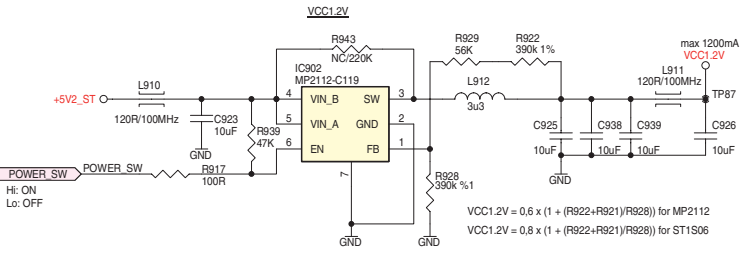 VCC1.2V
R943
NC/220K
R929
56K
R922
390k 1%
max 1200mA
VCC1.2V
IC902
MP2112-C119
L910
120R/100MHz
+5V2_ST
4 VIN_B SW 3
5 VIN_A GND 2
6 EN FB 1
7
L912
3u3
L911
120R/100MHz
TP87
C923
10uF
GND
R939
47K
C925
10uF
C938
10uF
C939
10uF
C926
10uF
GND
POWER_SW
POWER_SW
R917
100R
Hi: ON
Lo: OFF
R928
390k %1
GND
GND
VCC1.2V = 0,6 x (1 + (R922+R921)/R928)) for MP2112
VCC1.2V = 0,8 x (1 + (R922+R921)/R928)) for ST1S06